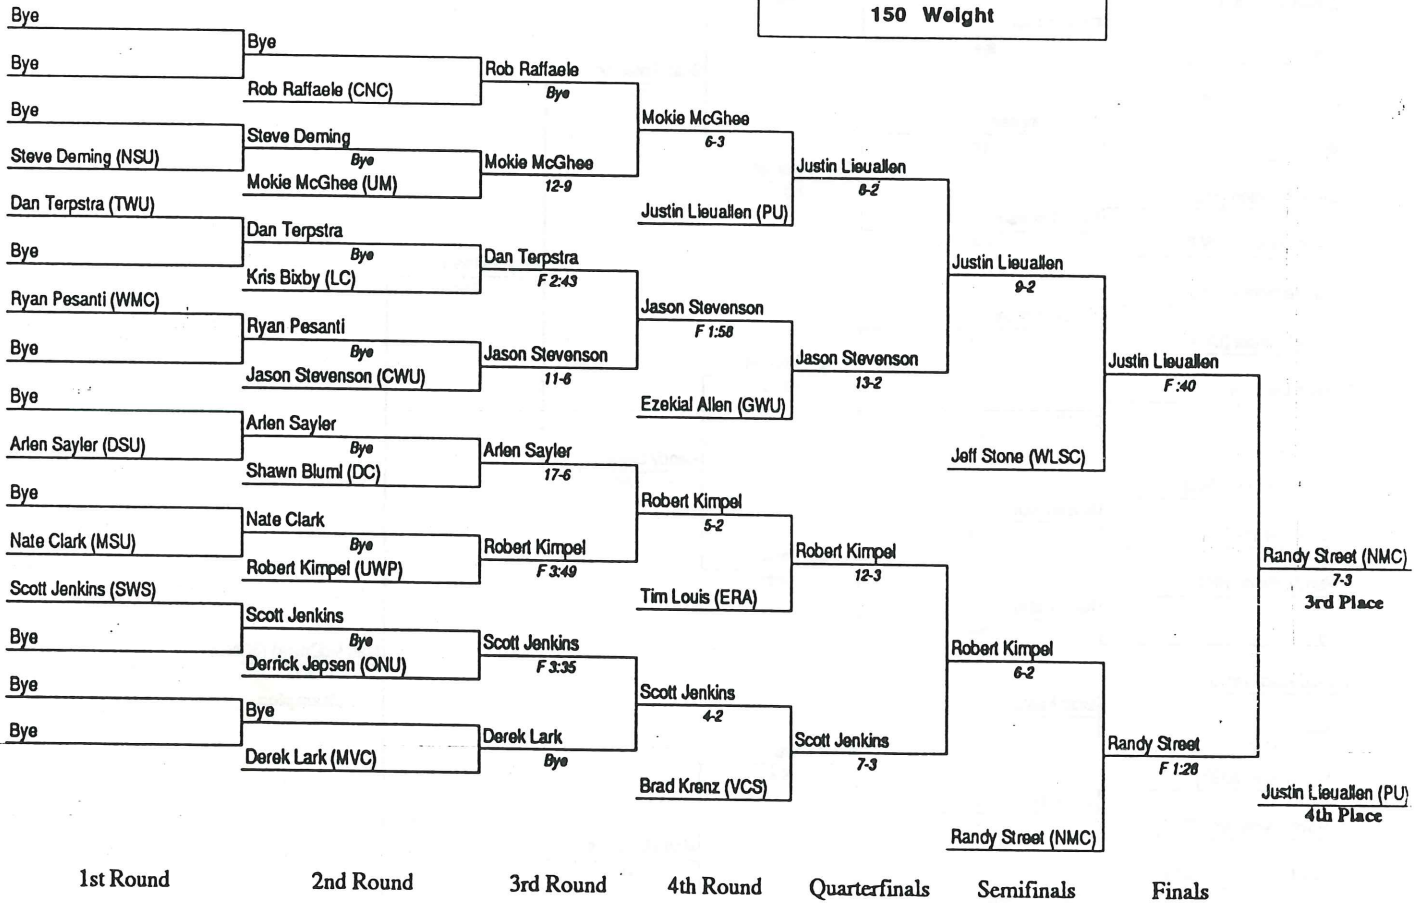 150 Weight
Bye
Bye
Bye
Steve Deming (NSU)
Dan Terpstra (TWU)
Bye
Ryan Pesanti (WMC)
Bye
Bye
Arlen Sayler (DSU)
Bye
Nate Clark (MSU)
Scott Jenkins (SWS)
Bye
Bye
Bye
1st Round
Bye
Rob Raffaele (CNC)
Steve Deming
Bye
Mokie McGhee (UM)
Dan Terpstra
Bye
Kris Bixby (LC)
Ryan Pesanti
Bye
Jason Stevenson (CWU)
Arlen Sayler
Bye
Shawn Bluml (DC)
Nate Clark
Bye
Robert Kimpel (UWP)
Scott Jenkins
Bye
Derrick Jepsen (ONU)
Bye
Derek Lark (MVC)
2nd Round
Rob Raffaele
Bye
Mokie McGhee
12-9
Dan Terpstra
F 2:43
Jason Stevenson
11-6
Arlen Sayler
17-6
Robert Kimpel
F 3:49
Scott Jenkins
F 3:35
Derek Lark
Bye
3rd Round
Mokie McGhee
6-3
Justin Lieuallen (PU)
Jason Stevenson
F 1:58
Ezekial Allen (GWU)
Robert Kimpel
5-2
Tim Louis (ERA)
Scott Jenkins
4-2
Brad Krenz (VCS)
4th Round
Justin Lieuallen
8-2
Jason Stevenson
13-2
Robert Kimpel
12-3
Scott Jenkins
7-3
Quarterfinals
Justin Lieuallen
9-2
Jeff Stone (WLSC)
Robert Kimpel
6-2
Randy Street (NMC)
Semifinals
Justin Lieuallen
F :40
Randy Street
F 1:26
Finals
Randy Street (NMC)
7-3
3rd Place
Justin Lieuallen (PU)
4th Place